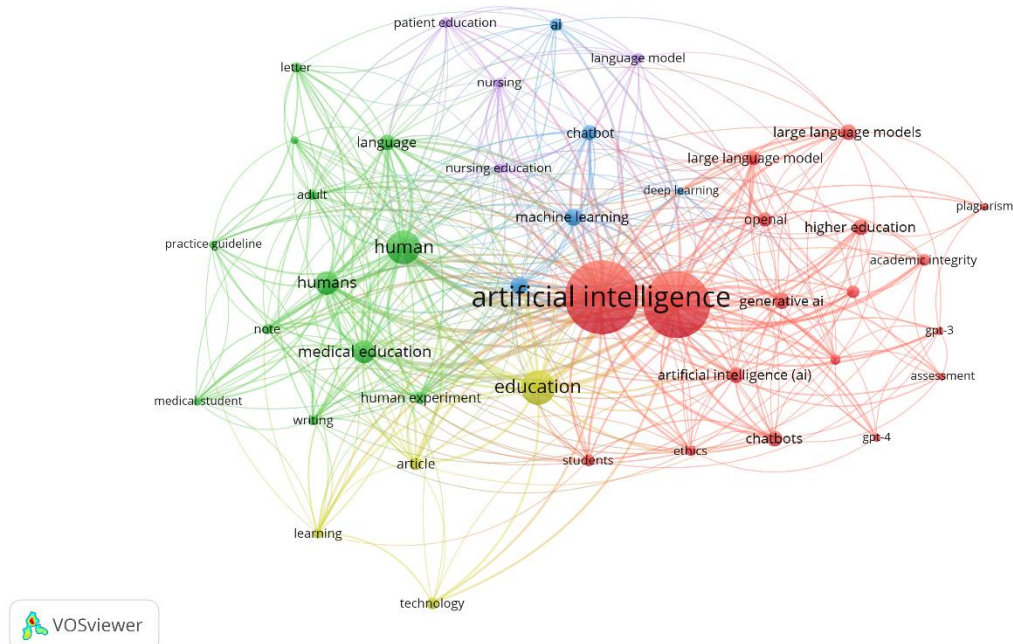 patient education
ai
language model
letter
nursing
language
chatbot
large language models
large language model
nursing education
deep learning
adult
plagiarism
machine learning
openai
higher education
practice guideline
human
academic integrity
humans
artificial intelligence
generative ai
note
gpt-3
medical education
artificial intelligence (ai)
assessment
education
medical student
human experiment
writing
chatbots
gpt-4
ethics
article
students
learning
technology
VOSviewer